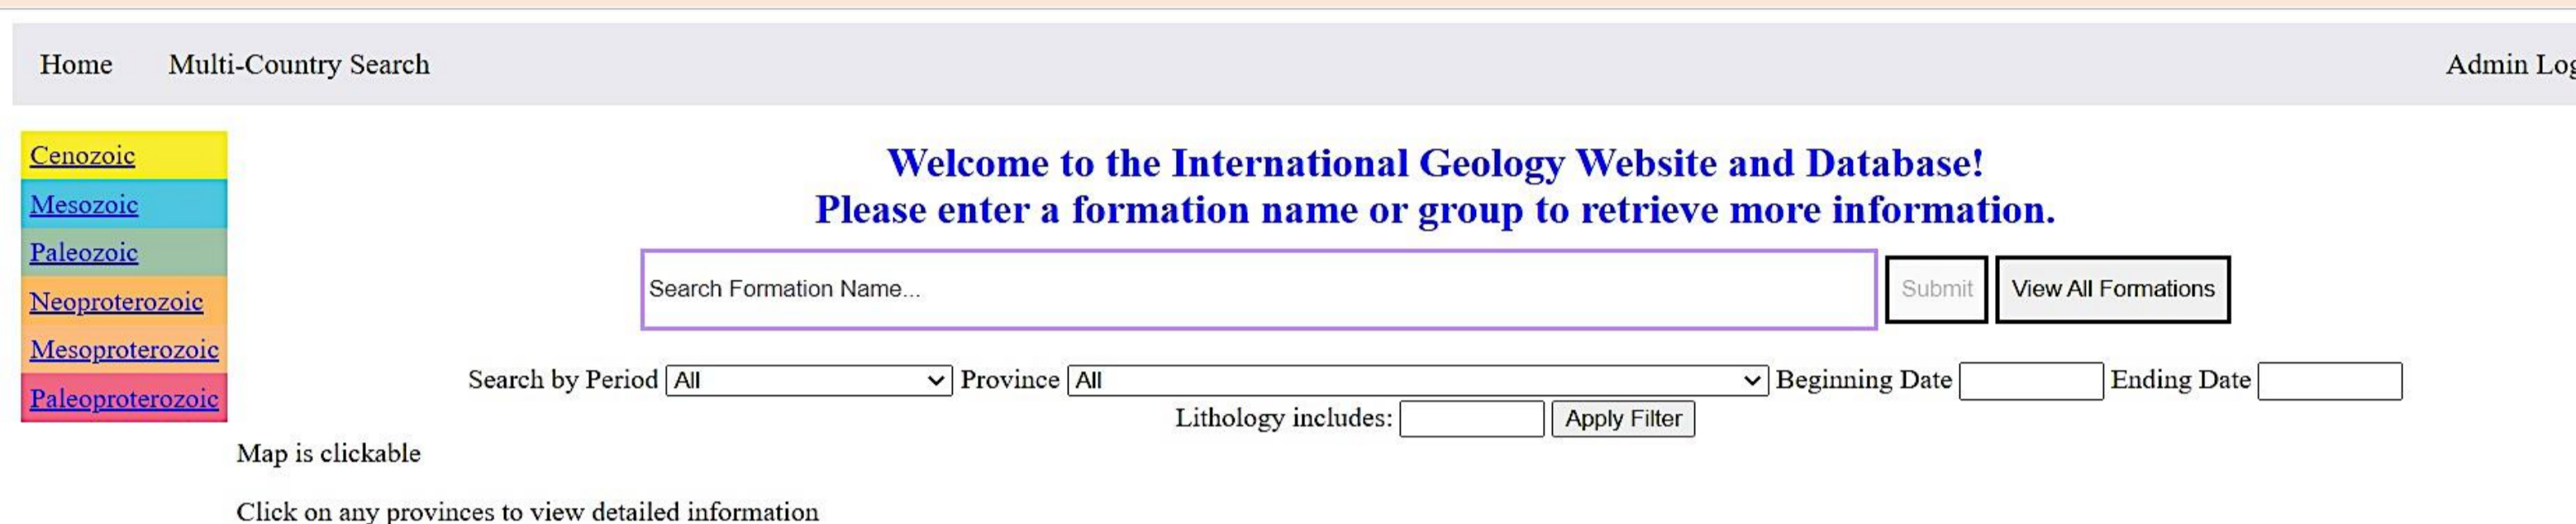 Home Multi-Country Search Admin Log
Cenozoic
Mesozoic
Paleozoic
Neoproterozoic
Mesoproterozoic
Paleoproterozoic
Welcome to the International Geology Website and Database!
Please enter a formation name or group to retrieve more information.
Search Formation Name... Submit View All Formations
Search by Period All Province All Beginning Date Ending Date
Lithology includes: Apply Filter
Map is clickable
Click on any provinces to view detailed information